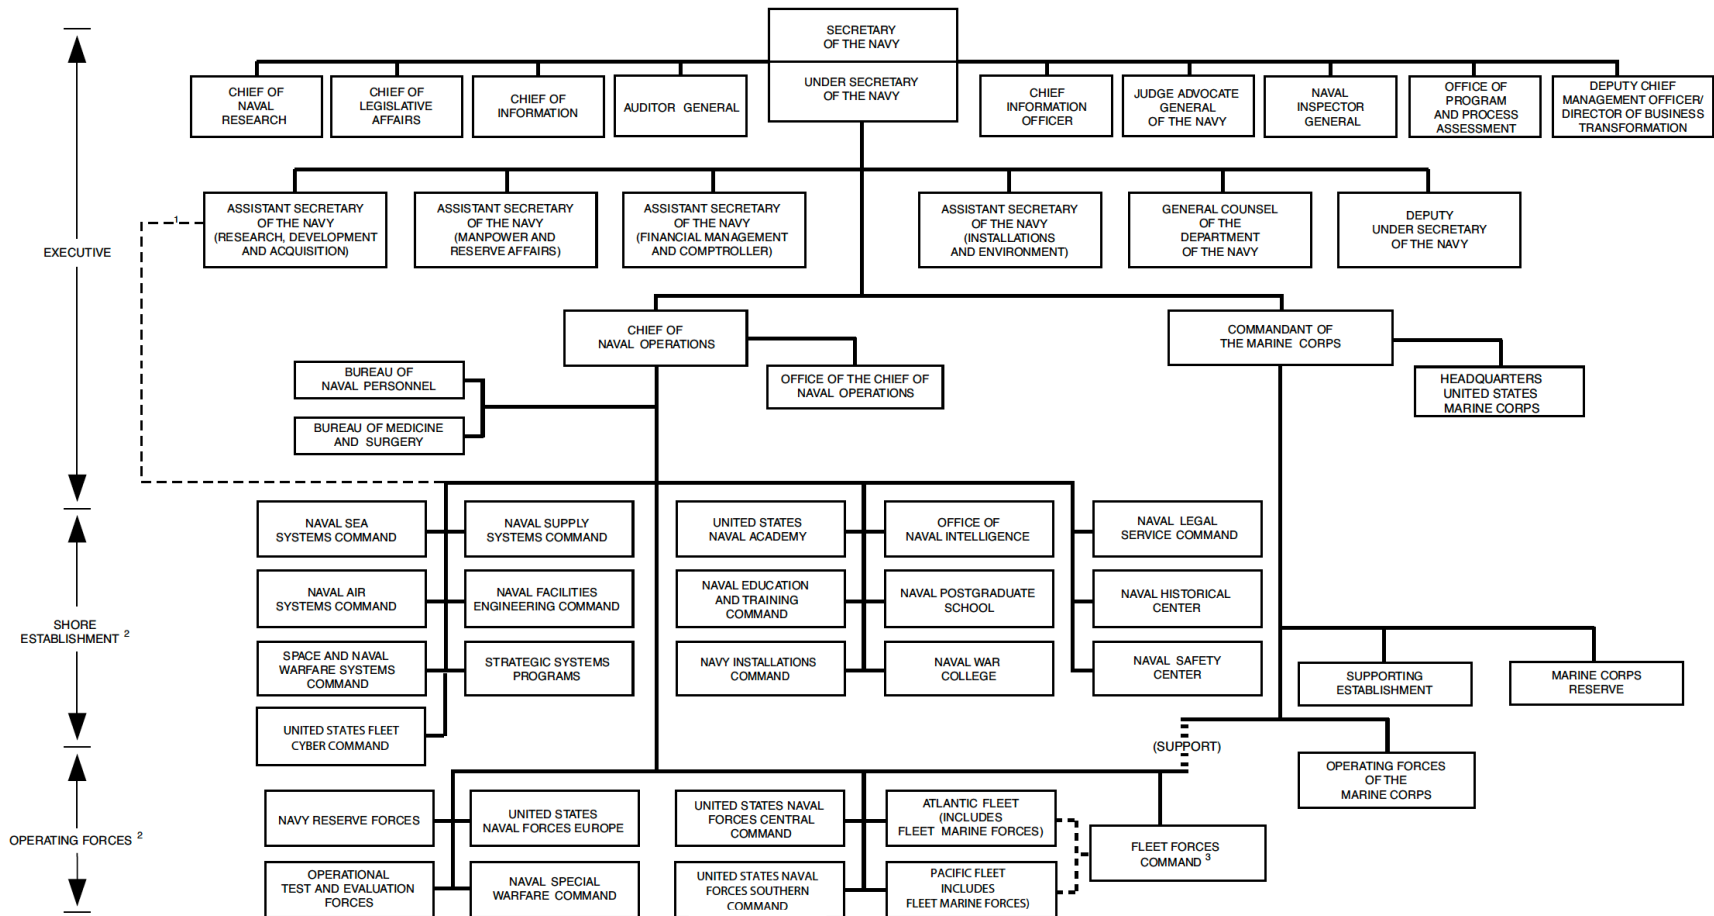 SECRETARY
OF THE NAVY
UNDER SECRETARY
OF THE NAVY
CHIEF OF
NAVAL
RESEARCH
CHIEF OF
LEGISLATIVE
AFFAIRS
CHIEF OF
INFORMATION
AUDITOR GENERAL
CHIEF
INFORMATION
OFFICER
JUDGE ADVOCATE
GENERAL
OF THE NAVY
NAVAL
INSPECTOR
GENERAL
OFFICE OF
PROGRAM
AND PROCESS
ASSESSMENT
DEPUTY CHIEF
MANAGEMENT OFFICER/
DIRECTOR OF BUSINESS
TRANSFORMATION
1
ASSISTANT SECRETARY
OF THE NAVY
(RESEARCH, DEVELOPMENT
AND ACQUISITION)
ASSISTANT SECRETARY
OF THE NAVY
(MANPOWER AND
RESERVE AFFAIRS)
ASSISTANT SECRETARY
OF THE NAVY
(FINANCIAL MANAGEMENT
AND COMPTROLLER)
ASSISTANT SECRETARY
OF THE NAVY
(INSTALLATIONS
AND ENVIRONMENT)
GENERAL COUNSEL
OF THE
DEPARTMENT
OF THE NAVY
DEPUTY
UNDER SECRETARY
OF THE NAVY
EXECUTIVE
CHIEF OF
NAVAL OPERATIONS
COMMANDANT OF
THE MARINE CORPS
BUREAU OF
NAVAL PERSONNEL
OFFICE OF THE CHIEF OF
NAVAL OPERATIONS
HEADQUARTERS
UNITED STATES
MARINE CORPS
BUREAU OF MEDICINE
AND SURGERY
NAVAL SEA
SYSTEMS COMMAND
NAVAL SUPPLY
SYSTEMS COMMAND
UNITED STATES
NAVAL ACADEMY
OFFICE OF
NAVAL INTELLIGENCE
NAVAL LEGAL
SERVICE COMMAND
NAVAL AIR
SYSTEMS COMMAND
NAVAL FACILITIES
ENGINEERING COMMAND
NAVAL EDUCATION
AND TRAINING
COMMAND
NAVAL POSTGRADUATE
SCHOOL
NAVAL HISTORICAL
CENTER
SHORE
ESTABLISHMENT 2
SPACE AND NAVAL
WARFARE SYSTEMS
COMMAND
STRATEGIC SYSTEMS
PROGRAMS
NAVY INSTALLATIONS
COMMAND
NAVAL WAR
COLLEGE
NAVAL SAFETY
CENTER
SUPPORTING
ESTABLISHMENT
MARINE CORPS
RESERVE
UNITED STATES FLEET
CYBER COMMAND
(SUPPORT)
OPERATING FORCES
OF THE
MARINE CORPS
OPERATING FORCES 2
NAVY RESERVE FORCES
UNITED STATES
NAVAL FORCES EUROPE
UNITED STATES NAVAL
FORCES CENTRAL
COMMAND
ATLANTIC FLEET
(INCLUDES
FLEET MARINE FORCES)
FLEET FORCES
COMMAND 3
OPERATIONAL
TEST AND EVALUATION
FORCES
NAVAL SPECIAL
WARFARE COMMAND
UNITED STATES NAVAL
FORCES SOUTHERN
COMMAND
PACIFIC FLEET
INCLUDES
FLEET MARINE FORCES)